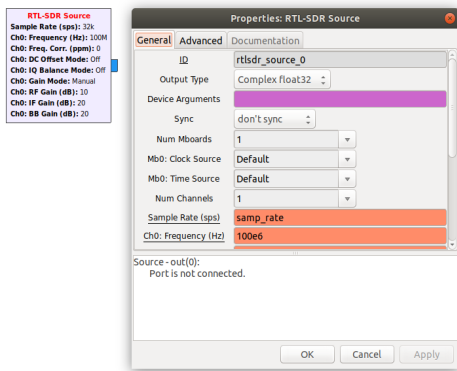 RTL-SDR Source
Sample Rate (sps): 32k
Ch0: Frequency (Hz): 100M
Ch0: Freq. Corr. (ppm): 0
Ch0: DC Offset Mode: Off
Ch0: IQ Balance Mode: Off
Ch0: Gain Mode: Manual
Ch0: RF Gain (dB): 10
Ch0: IF Gain (dB): 20
Ch0: BB Gain (dB): 20
Properties: RTL-SDR Source
General Advanced Documentation
ID rtlsdr_source_0
Output Type Complex float32
Device Arguments
Sync don't sync
Num Mboards 1
Mb0: Clock Source Default
Mb0: Time Source Default
Num Channels 1
Sample Rate (sps) samp_rate
Ch0: Frequency (Hz) 100e6
Source - out(0):
Port is not connected.
OK Cancel Apply